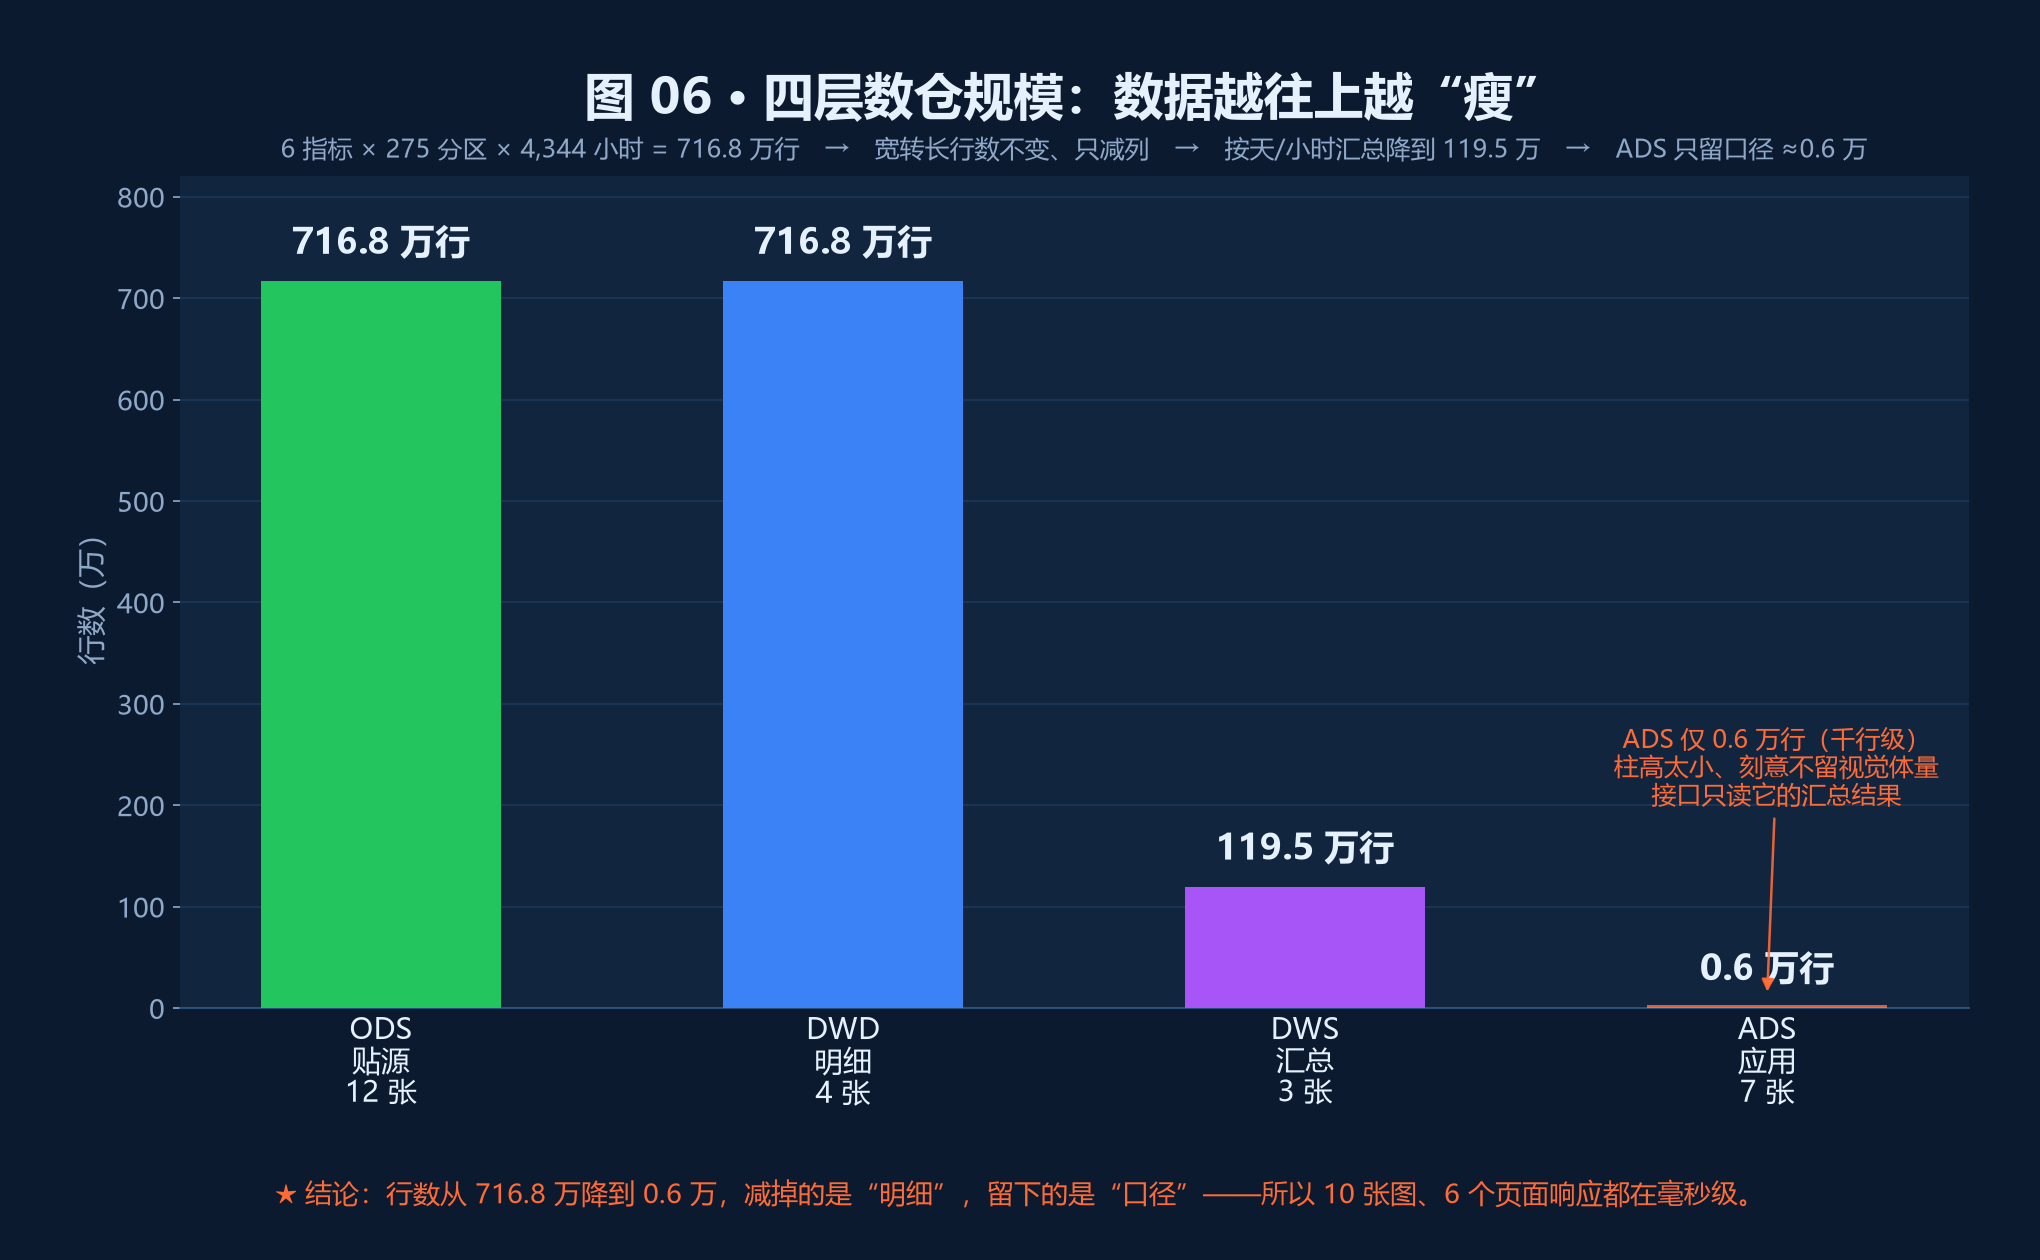 图 06 · 四层数仓规模：数据越往上越“瘦”
6 指标 × 275 分区 × 4,344 小时 = 716.8 万行 → 宽转长行数不变、只减列 → 按天/小时汇总降到 119.5 万 → ADS 只留口径 ≈0.6 万
行数（万）
800
700
600
500
400
300
200
100
0
716.8 万行
716.8 万行
119.5 万行
0.6 万行
ADS 仅 0.6 万行（千行级）
柱高太小、刻意不留视觉体量
接口只读它的汇总结果
ODS
贴源
12 张
DWD
明细
4 张
DWS
汇总
3 张
ADS
应用
7 张
★ 结论：行数从 716.8 万降到 0.6 万，减掉的是“明细”，留下的是“口径”——所以 10 张图、6 个页面响应都在毫秒级。